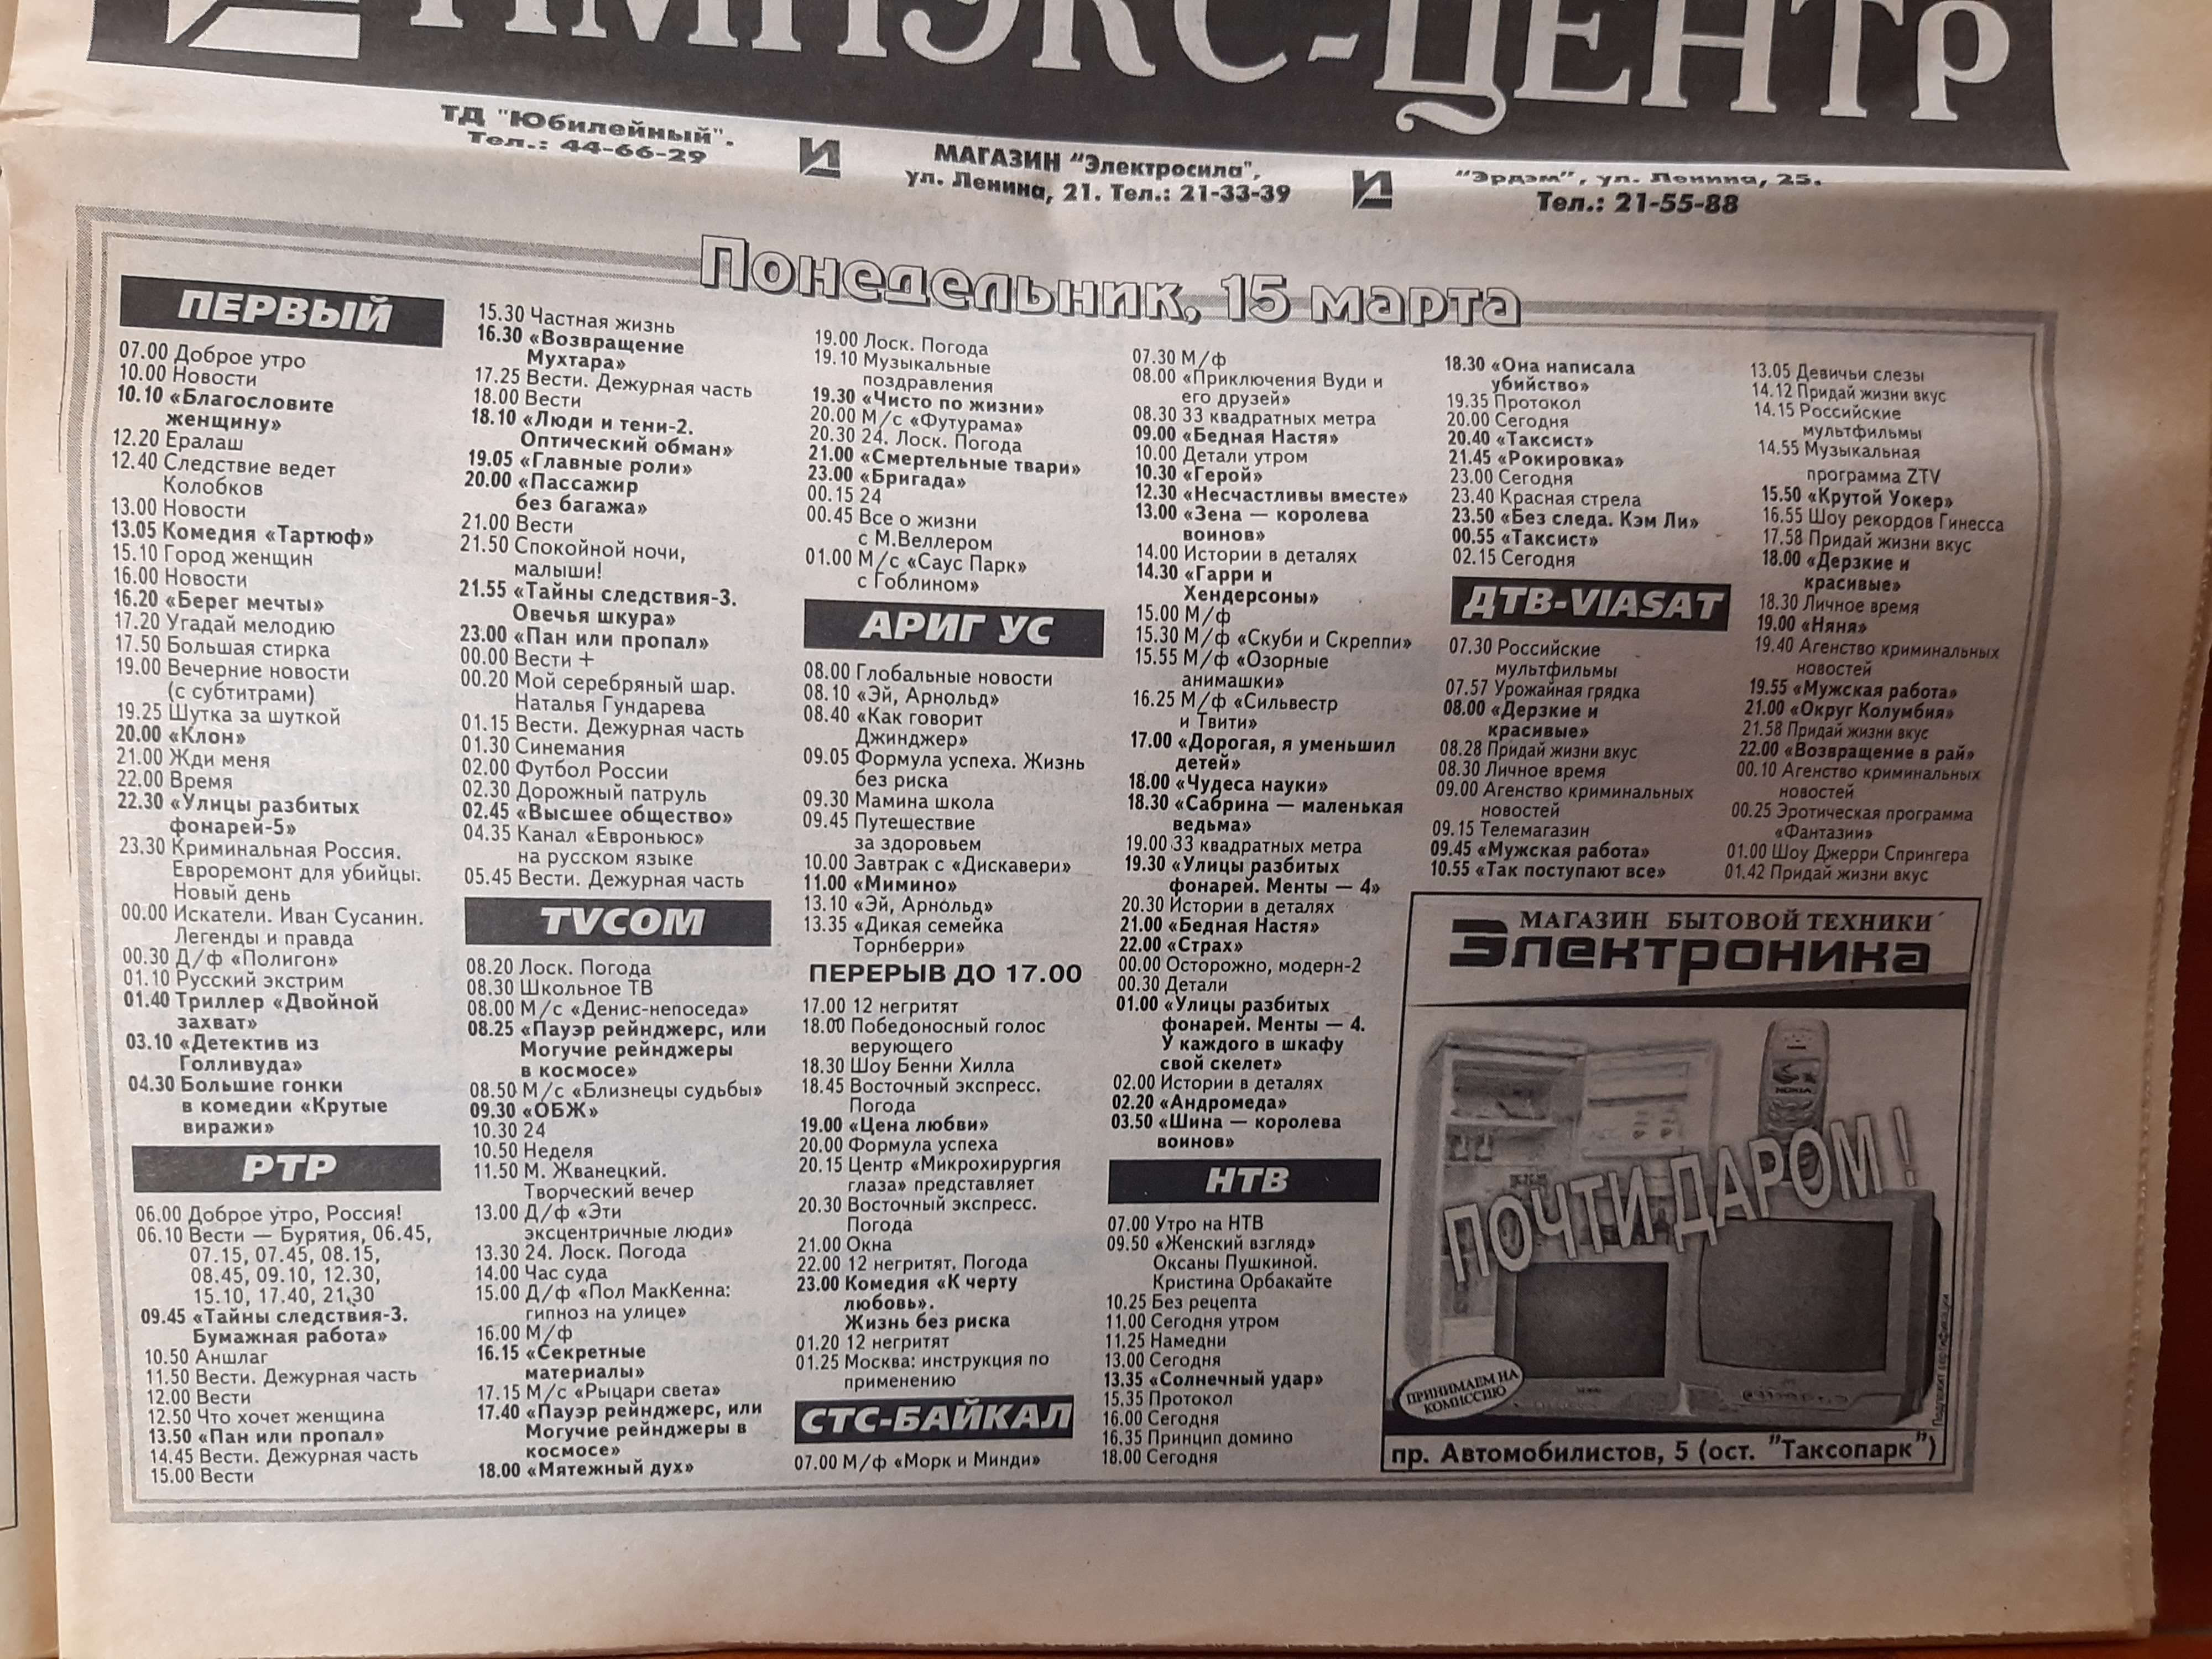 ИМПЭКС-ЦЕНТР
ТД "Юбилейный".
Тел.: 44-66-29
МАГАЗИН "Электросила",
ул. Ленина, 21. Тел.: 21-33-39
"Эрдэм", ул. Ленина, 25.
Тел.: 21-55-88
Понедельник, 15 марта
ПЕРВЫЙ
07.00 Доброе утро
10.00 Новости
10.10 «Благословите
женщину»
12.20 Ералаш
12.40 Следствие ведет
Колобков
13.00 Новости
13.05 Комедия «Тартюф»
15.10 Город женщин
16.00 Новости
16.20 «Берег мечты»
17.20 Угадай мелодию
17.50 Большая стирка
19.00 Вечерние новости
(с субтитрами)
19.25 Шутка за шуткой
20.00 «Клон»
21.00 Жди меня
22.00 Время
22.30 «Улицы разбитых
фонарей-5»
23.30 Криминальная Россия.
Евроремонт для убийцы.
Новый день
00.00 Искатели. Иван Сусанин.
Легенды и правда
00.30 Д/ф «Полигон»
01.10 Русский экстрим
01.40 Триллер «Двойной
захват»
03.10 «Детектив из
Голливуда»
04.30 Большие гонки
в комедии «Крутые
виражи»
РТР
06.00 Доброе утро, Россия!
06.10 Вести — Бурятия, 06.45,
07.15, 07.45, 08.15,
08.45, 09.10, 12.30,
15.10, 17.40, 21.30
09.45 «Тайны следствия-3.
Бумажная работа»
10.50 Аншлаг
11.50 Вести. Дежурная часть
12.00 Вести
12.50 Что хочет женщина
13.50 «Пан или пропал»
14.45 Вести. Дежурная часть
15.00 Вести
15.30 Частная жизнь
16.30 «Возвращение
Мухтара»
17.25 Вести. Дежурная часть
18.00 Вести
18.10 «Люди и тени-2.
Оптический обман»
19.05 «Главные роли»
20.00 «Пассажир
без багажа»
21.00 Вести
21.50 Спокойной ночи,
малыши!
21.55 «Тайны следствия-3.
Овечья шкура»
23.00 «Пан или пропал»
00.00 Вести +
00.20 Мой серебряный шар.
Наталья Гундарева
01.15 Вести. Дежурная часть
01.30 Синемания
02.00 Футбол России
02.30 Дорожный патруль
02.45 «Высшее общество»
04.35 Канал «Евроньюс»
на русском языке
05.45 Вести. Дежурная часть
TVCOM
08.20 Лоск. Погода
08.30 Школьное ТВ
08.00 М/с «Денис-непоседа»
08.25 «Пауэр рейнджерс, или
Могучие рейнджеры
в космосе»
08.50 М/с «Близнецы судьбы»
09.30 «ОБЖ»
10.30 24
10.50 Неделя
11.50 М. Жванецкий.
Творческий вечер
13.00 Д/ф «Эти
эксцентричные люди»
13.30 24. Лоск. Погода
14.00 Час суда
15.00 Д/ф «Пол МакКенна:
гипноз на улице»
16.00 М/ф
16.15 «Секретные
материалы»
17.15 М/с «Рыцари света»
17.40 «Пауэр рейнджерс, или
Могучие рейнджеры в
космосе»
18.00 «Мятежный дух»
19.00 Лоск. Погода
19.10 Музыкальные
поздравления
19.30 «Чисто по жизни»
20.00 М/с «Футурама»
20.30 24. Лоск. Погода
21.00 «Смертельные твари»
23.00 «Бригада»
00.15 24
00.45 Все о жизни
с М.Веллером
01.00 М/с «Саус Парк»
с Гоблином»
АРИГ УС
08.00 Глобальные новости
08.10 «Эй, Арнольд»
08.40 «Как говорит
Джинджер»
09.05 Формула успеха. Жизнь
без риска
09.30 Мамина школа
09.45 Путешествие
за здоровьем
10.00 Завтрак с «Дискавери»
11.00 «Мимино»
13.10 «Эй, Арнольд»
13.35 «Дикая семейка
Торнберри»
ПЕРЕРЫВ ДО 17.00
17.00 12 негритят
18.00 Победоносный голос
верующего
18.30 Шоу Бенни Хилла
18.45 Восточный экспресс.
Погода
19.00 «Цена любви»
20.00 Формула успеха
20.15 Центр «Микрохирургия
глаза» представляет
20.30 Восточный экспресс.
Погода
21.00 Окна
22.00 12 негритят. Погода
23.00 Комедия «К черту
любовь».
Жизнь без риска
01.20 12 негритят
01.25 Москва: инструкция по
применению
СТС-БАЙКАЛ
07.00 М/ф «Морк и Минди»
07.30 М/ф
08.00 «Приключения Вуди и
его друзей»
08.30 33 квадратных метра
09.00 «Бедная Настя»
10.00 Детали утром
10.30 «Герой»
12.30 «Несчастливы вместе»
13.00 «Зена — королева
воинов»
14.00 Истории в деталях
14.30 «Гарри и
Хендерсоны»
15.00 М/ф
15.30 М/ф «Скуби и Скреппи»
15.55 М/ф «Озорные
анимашки»
16.25 М/ф «Сильвестр
и Твити»
17.00 «Дорогая, я уменьшил
детей»
18.00 «Чудеса науки»
18.30 «Сабрина — маленькая
ведьма»
19.00 33 квадратных метра
19.30 «Улицы разбитых
фонарей. Менты — 4»
20.30 Истории в деталях
21.00 «Бедная Настя»
22.00 «Страх»
00.00 Осторожно, модерн-2
00.30 Детали
01.00 «Улицы разбитых
фонарей. Менты — 4.
У каждого в шкафу
свой скелет»
02.00 Истории в деталях
02.20 «Андромеда»
03.50 «Шина — королева
воинов»
НТВ
07.00 Утро на НТВ
09.50 «Женский взгляд»
Оксаны Пушкиной.
Кристина Орбакайте
10.25 Без рецепта
11.00 Сегодня утром
11.25 Намедни
13.00 Сегодня
13.35 «Солнечный удар»
15.35 Протокол
16.00 Сегодня
16.35 Принцип домино
18.00 Сегодня
18.30 «Она написала
убийство»
19.35 Протокол
20.00 Сегодня
20.40 «Таксист»
21.45 «Рокировка»
23.00 Сегодня
23.40 Красная стрела
23.50 «Без следа. Кэм Ли»
00.55 «Таксист»
02.15 Сегодня
ДТВ-VIASAT
07.30 Российские
мультфильмы
07.57 Урожайная грядка
08.00 «Дерзкие и
красивые»
08.28 Придай жизни вкус
08.30 Личное время
09.00 Агенство криминальных
новостей
09.15 Телемагазин
09.45 «Мужская работа»
10.55 «Так поступают все»
13.05 Девичьи слезы
14.12 Придай жизни вкус
14.15 Российские
мультфильмы
14.55 Музыкальная
программа ZTV
15.50 «Крутой Уокер»
16.55 Шоу рекордов Гинесса
17.58 Придай жизни вкус
18.00 «Дерзкие и
красивые»
18.30 Личное время
19.00 «Няня»
19.40 Агенство криминальных
новостей
19.55 «Мужская работа»
21.00 «Округ Колумбия»
21.58 Придай жизни вкус
22.00 «Возвращение в рай»
00.10 Агенство криминальных
новостей
00.25 Эротическая программа
«Фантазии»
01.00 Шоу Джерри Спрингера
01.42 Придай жизни вкус
МАГАЗИН БЫТОВОЙ ТЕХНИКИ
Электроника
NOKIA
ПОЧТИ ДАРОМ!
ПРИНИМАЕМ НА
КОМИССИЮ
Подлежит сертификации
пр. Автомобилистов, 5 (ост. "Таксопарк")